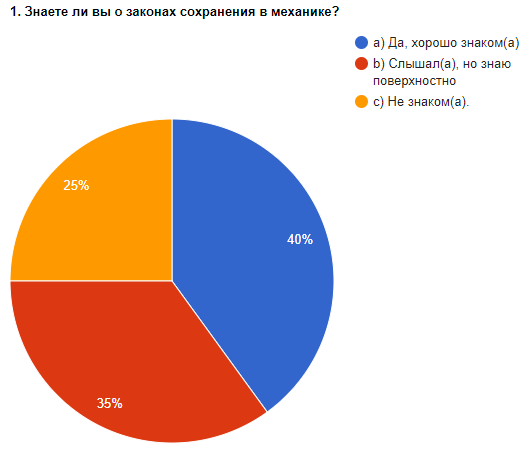 1. Знаете ли вы о законах сохранения в механике?
a) Да, хорошо знаком(а)
b) Слышал(а), но знаю
поверхностно
c) Не знаком(а).
25%
40%
35%